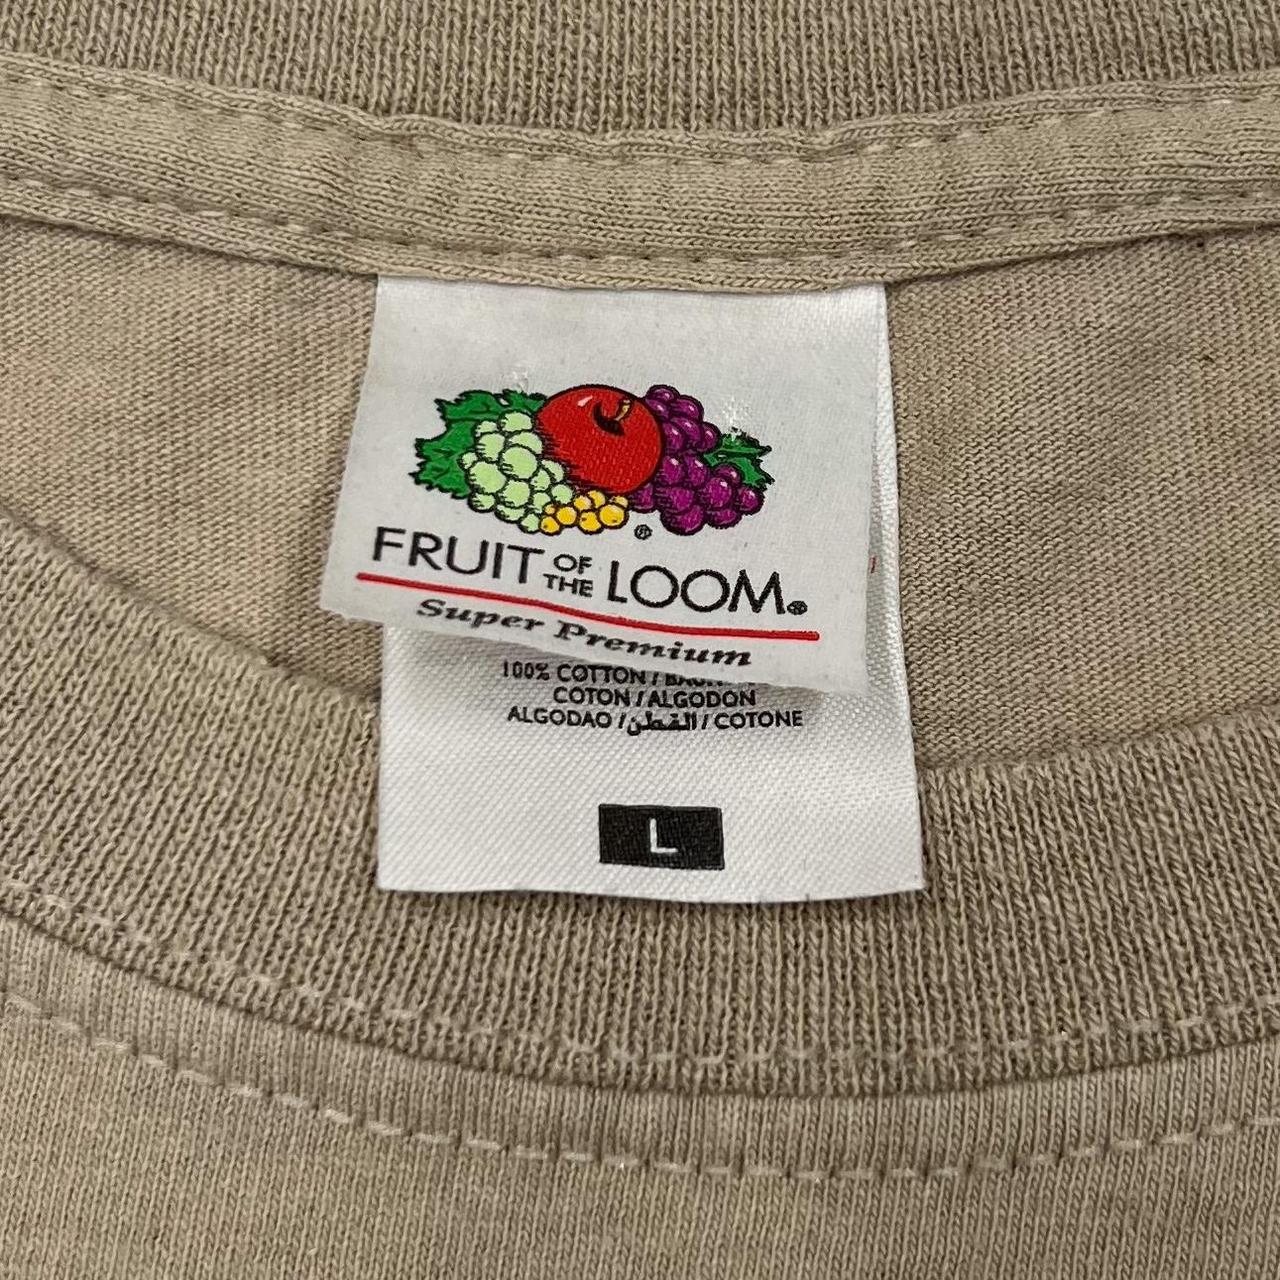 FRUIT OF THE LOOM®
Super Premium
100% COTTON /
COTON / ALGODON
ALGODAO / القطن / COTONE
L